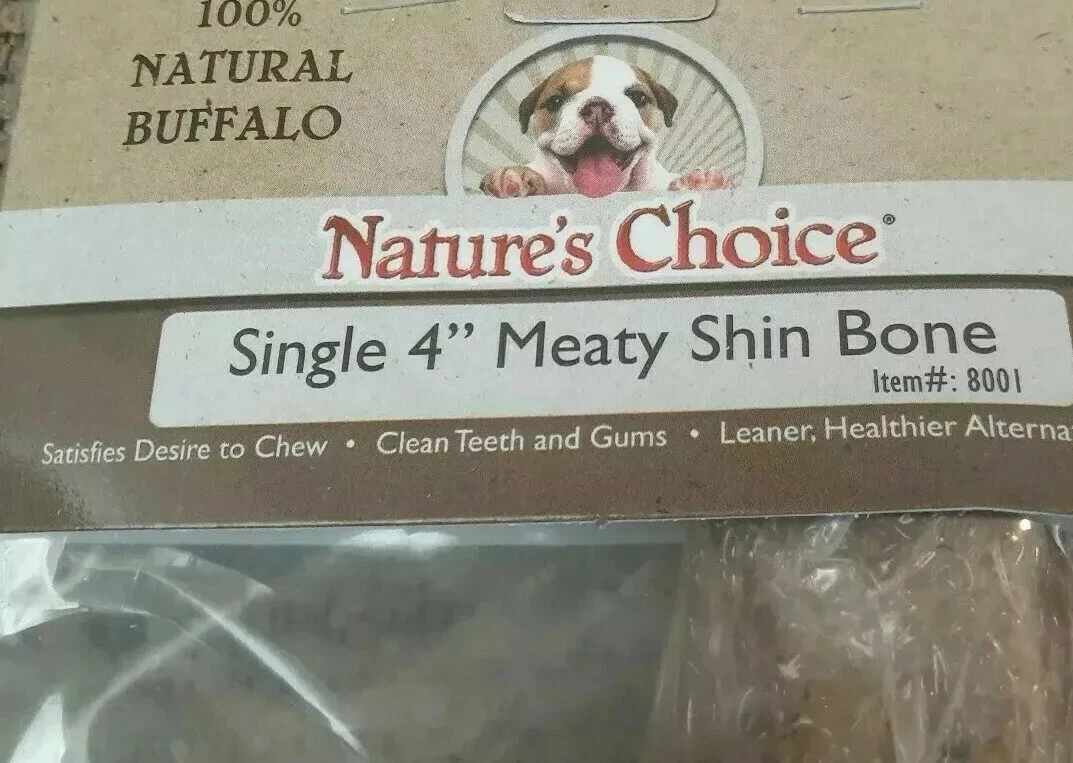 100%
NATURAL
BUFFALO
Nature's Choice®
Single 4” Meaty Shin Bone
Item#: 8001
Satisfies Desire to Chew • Clean Teeth and Gums • Leaner, Healthier Alterna